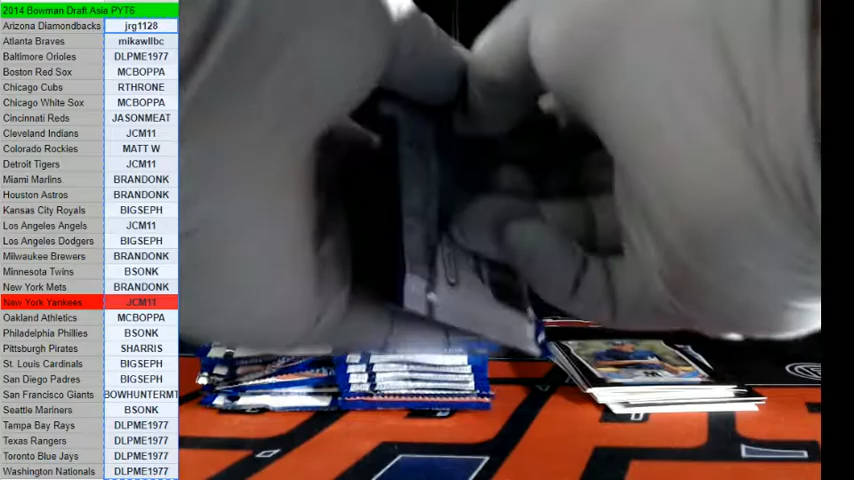 2014 Bowman Draft Asia PYT5
Arizona Diamondbacks jrg1128
Atlanta Braves mikawllbc
Baltimore Orioles DLPME1977
Boston Red Sox MCBOPPA
Chicago Cubs RTHRONE
Chicago White Sox MCBOPPA
Cincinnati Reds JASONMEAT
Cleveland Indians JCM11
Colorado Rockies MATT W
Detroit Tigers JCM11
Miami Marlins BRANDONK
Houston Astros BRANDONK
Kansas City Royals BIGSEPH
Los Angeles Angels JCM11
Los Angeles Dodgers BIGSEPH
Milwaukee Brewers BRANDONK
Minnesota Twins BSONK
New York Mets BRANDONK
New York Yankees JCM11
Oakland Athletics MCBOPPA
Philadelphia Phillies BSONK
Pittsburgh Pirates SHARRIS
St. Louis Cardinals BIGSEPH
San Diego Padres BIGSEPH
San Francisco Giants BOWHUNTERMT
Seattle Mariners BSONK
Tampa Bay Rays DLPME1977
Texas Rangers DLPME1977
Toronto Blue Jays DLPME1977
Washington Nationals DLPME1977